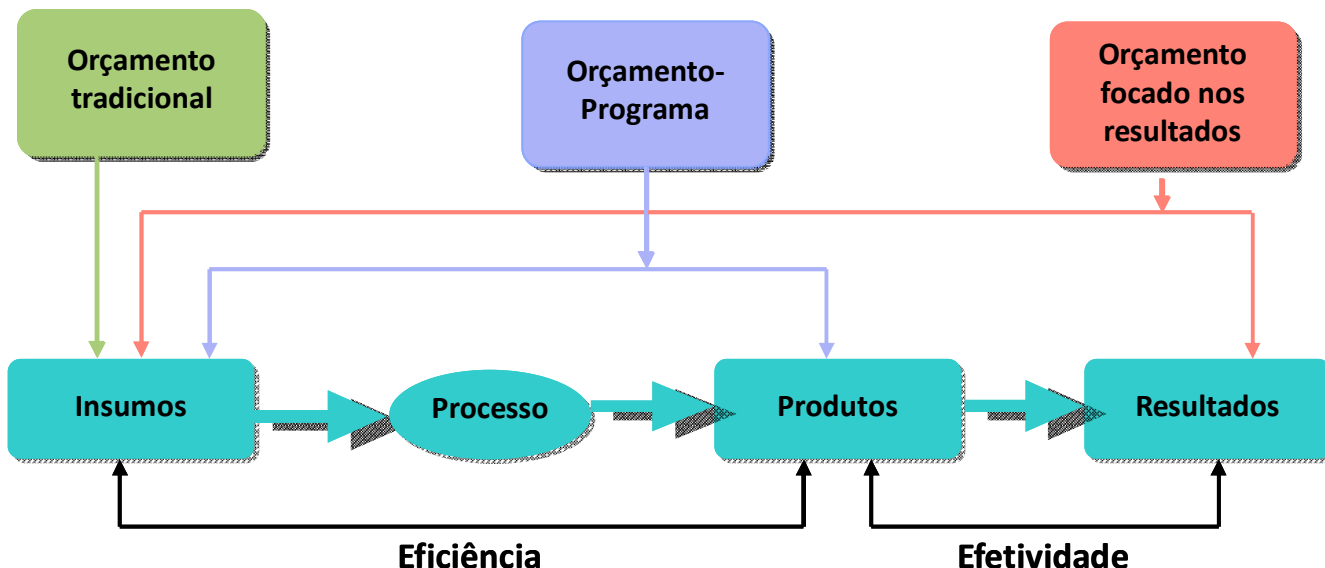 Orçamento
tradicional
Orçamento-
Programa
Orçamento
focado nos
resultados
Insumos
Processo
Produtos
Resultados
Eficiência
Efetividade